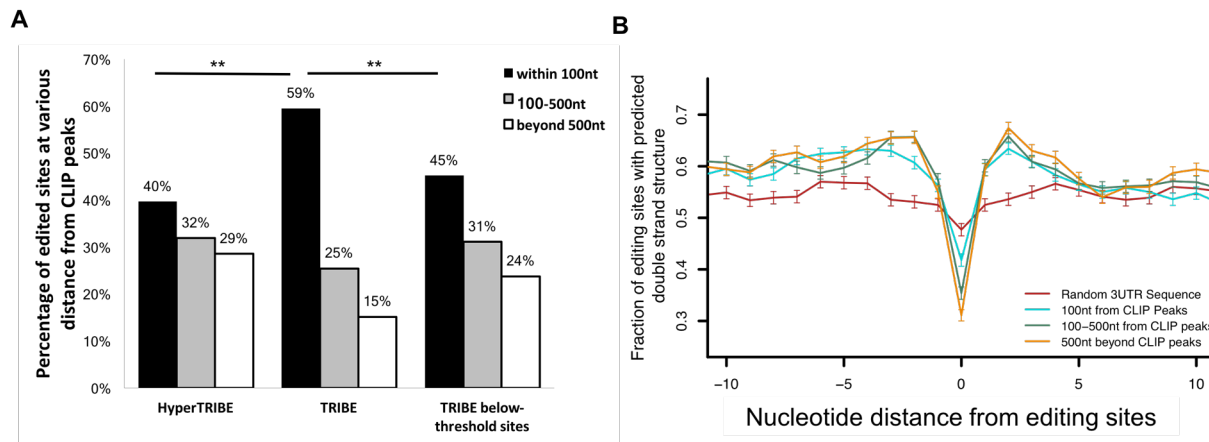 A
Percentage of edited sites at various
distance from CLIP peaks
70%
60%
50%
40%
30%
20%
10%
0%
**
**
within 100nt
100-500nt
beyond 500nt
40%
32%
29%
59%
25%
15%
45%
31%
24%
HyperTRIBE
TRIBE
TRIBE below-
threshold sites
B
Fraction of editing sites with predicted
double strand structure
0.7
0.6
0.5
0.4
0.3
Random 3UTR Sequence
100nt from CLIP Peaks
100-500nt from CLIP peaks
500nt beyond CLIP peaks
−10
−5
0
5
10
Nucleotide distance from editing sites